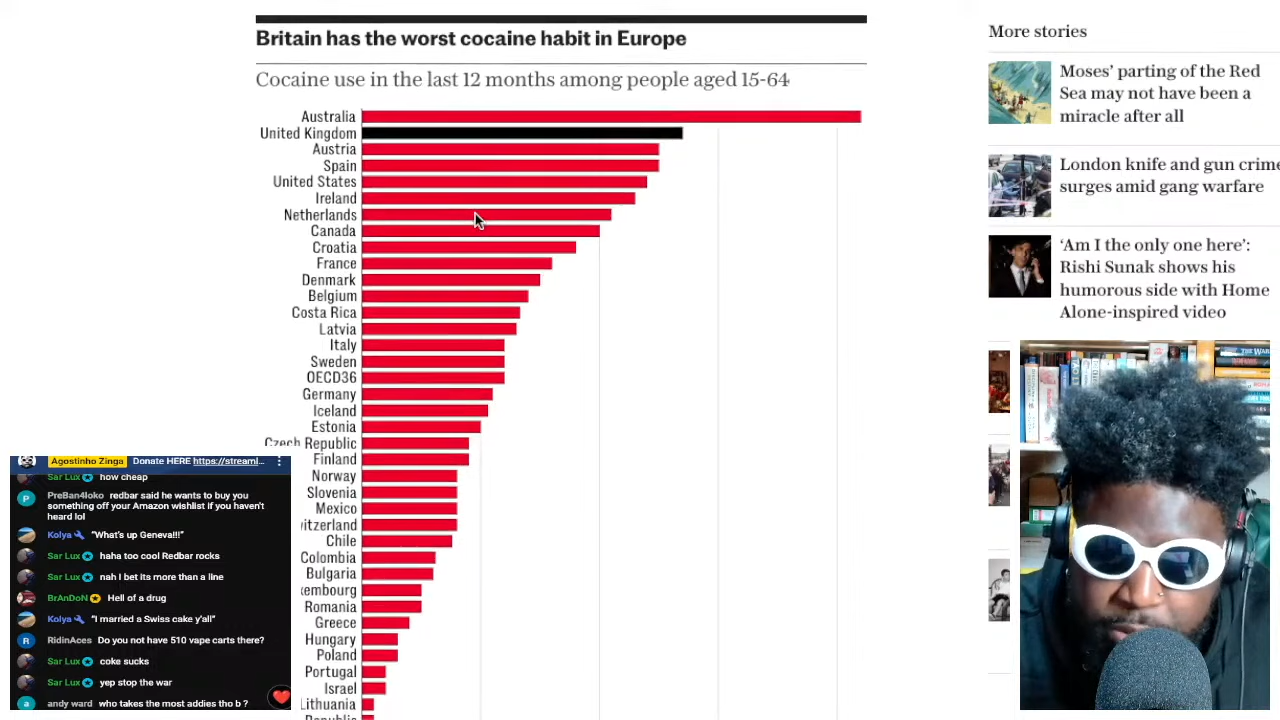 Britain has the worst cocaine habit in Europe
Cocaine use in the last 12 months among people aged 15-64
Australia
United Kingdom
Austria
Spain
United States
Ireland
Netherlands
Canada
Croatia
France
Denmark
Belgium
Costa Rica
Latvia
Italy
Sweden
OECD36
Germany
Iceland
Estonia
Czech Republic
Finland
Norway
Slovenia
Mexico
witzerland
Chile
Colombia
Bulgaria
xembourg
Romania
Greece
Hungary
Poland
Portugal
Israel
Lithuania
More stories
Moses’ parting of the Red
Sea may not have been a
miracle after all
London knife and gun crime
surges amid gang warfare
‘Am I the only one here’:
Rishi Sunak shows his
humorous side with Home
Alone-inspired video
Agostinho Zinga Donate HERE https://streaml...
Sar Lux how cheap
P PreBan4loko redbar said he wants to buy you
something off your Amazon wishlist if you haven't
heard lol
Kolya “What's up Geneva!!!”
Sar Lux haha too cool Redbar rocks
Sar Lux nah I bet its more than a line
BrAnDoN Hell of a drug
Kolya “I married a Swiss cake y'all”
R RidinAces Do you not have 510 vape carts there?
Sar Lux coke sucks
Sar Lux yep stop the war
a andy ward who takes the most addies tho b ?
THE WAR